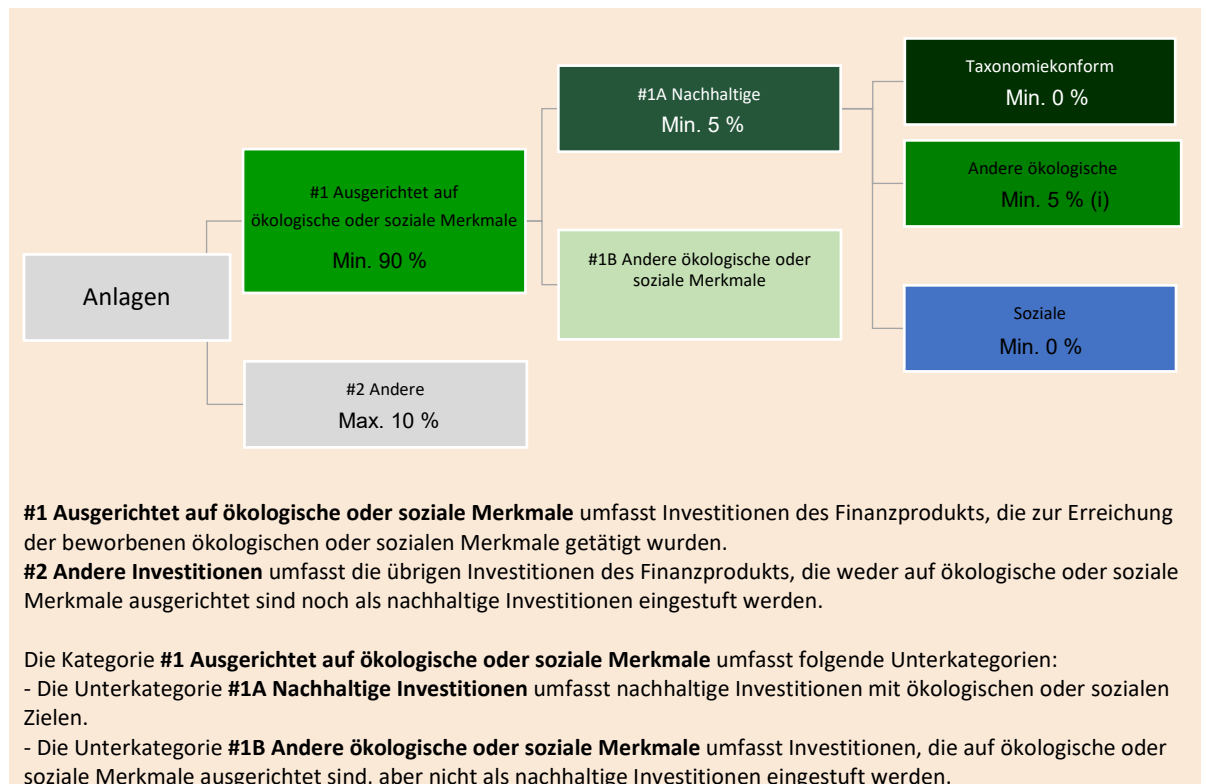 Taxonomiekonform
Min. 0 %
#1A Nachhaltige
Min. 5 %
Andere ökologische
Min. 5 % (i)
#1 Ausgerichtet auf
ökologische oder soziale Merkmale
Min. 90 %
#1B Andere ökologische oder
soziale Merkmale
Anlagen
Soziale
Min. 0 %
#2 Andere
Max. 10 %
#1 Ausgerichtet auf ökologische oder soziale Merkmale umfasst Investitionen des Finanzprodukts, die zur Erreichung
der beworbenen ökologischen oder sozialen Merkmale getätigt wurden.
#2 Andere Investitionen umfasst die übrigen Investitionen des Finanzprodukts, die weder auf ökologische oder soziale
Merkmale ausgerichtet sind noch als nachhaltige Investitionen eingestuft werden.
Die Kategorie #1 Ausgerichtet auf ökologische oder soziale Merkmale umfasst folgende Unterkategorien:
- Die Unterkategorie #1A Nachhaltige Investitionen umfasst nachhaltige Investitionen mit ökologischen oder sozialen
Zielen.
- Die Unterkategorie #1B Andere ökologische oder soziale Merkmale umfasst Investitionen, die auf ökologische oder
soziale Merkmale ausgerichtet sind, aber nicht als nachhaltige Investitionen eingestuft werden.